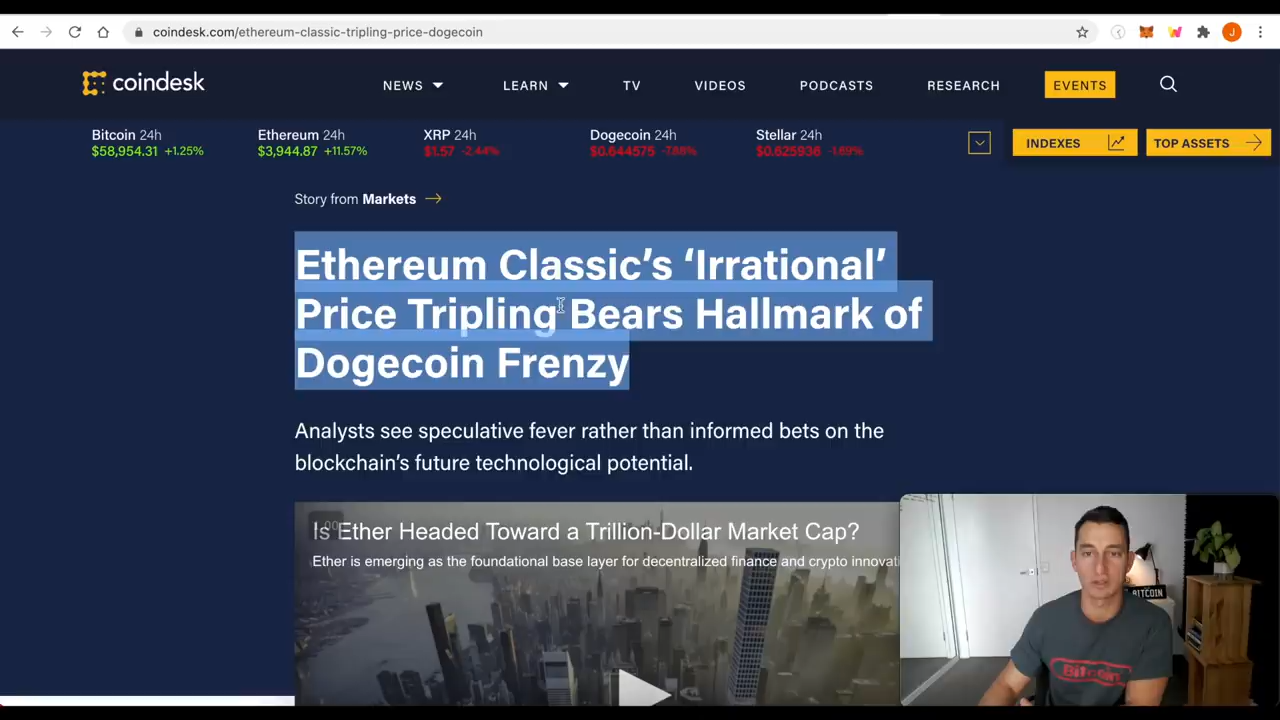 coindesk.com/ethereum-classic-tripling-price-dogecoin
J
coindesk
NEWS
LEARN
TV
VIDEOS
PODCASTS
RESEARCH
EVENTS
Bitcoin 24h
$58,954.31 +1.25%
Ethereum 24h
$3,944.87 +11.57%
XRP 24h
$1.57 -2.44%
Dogecoin 24h
$0.644575 -7.88%
Stellar 24h
$0.625936 -1.69%
INDEXES
TOP ASSETS
Story from Markets
Ethereum Classic’s ‘Irrational’
Price Tripling Bears Hallmark of
Dogecoin Frenzy
Analysts see speculative fever rather than informed bets on the
blockchain’s future technological potential.
Is Ether Headed Toward a Trillion-Dollar Market Cap?
Ether is emerging as the foundational base layer for decentralized finance and crypto innovati
BITCOIN
Bitcoin